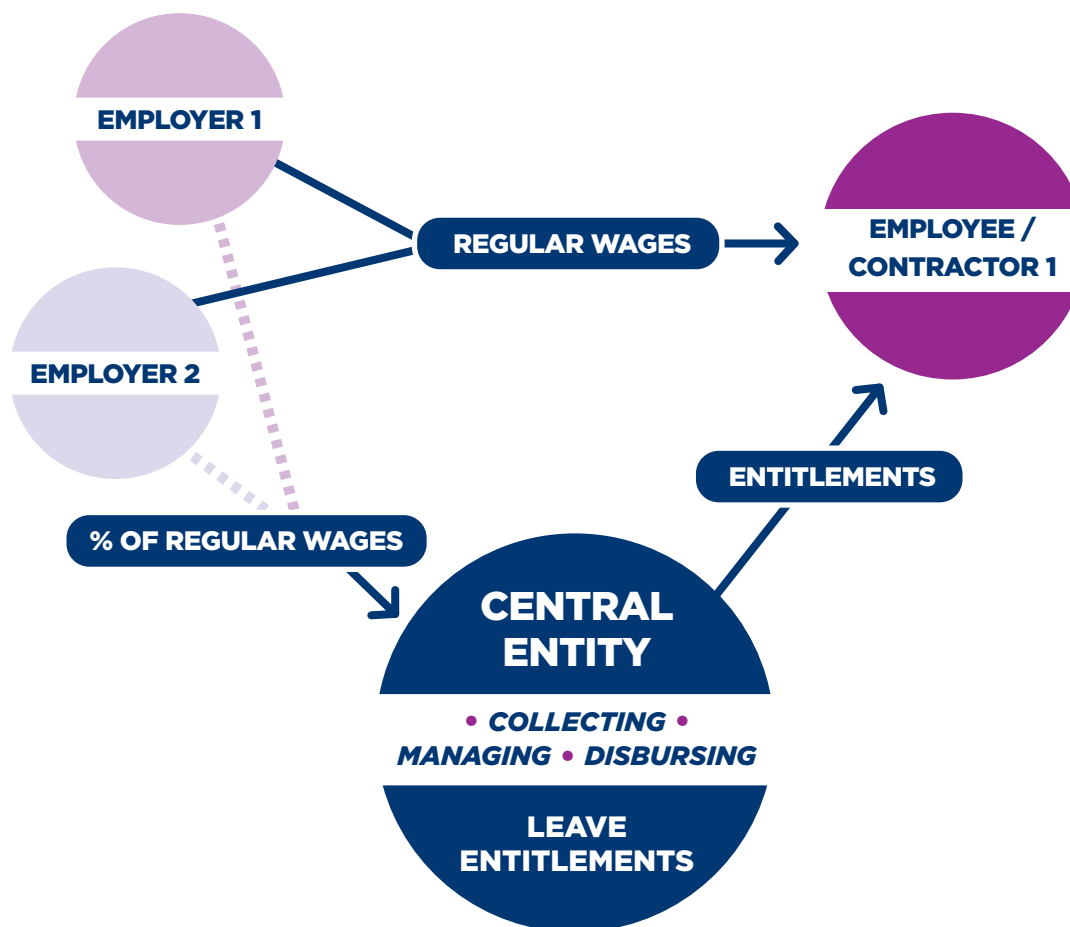 EMPLOYER 1
REGULAR WAGES
EMPLOYEE /
CONTRACTOR 1
EMPLOYER 2
ENTITLEMENTS
% OF REGULAR WAGES
CENTRAL
ENTITY
• COLLECTING •
MANAGING • DISBURSING
LEAVE
ENTITLEMENTS